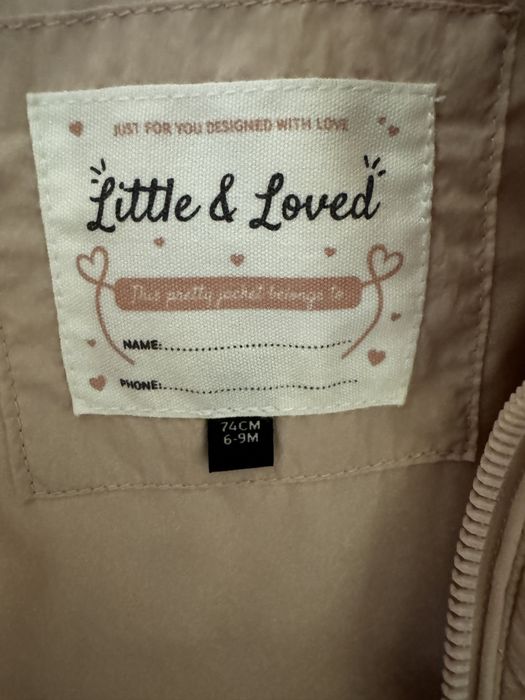 JUST FOR YOU DESIGNED WITH LOVE
Little & Loved
This pretty jacket belongs to
NAME:
PHONE:
74CM
6-9M